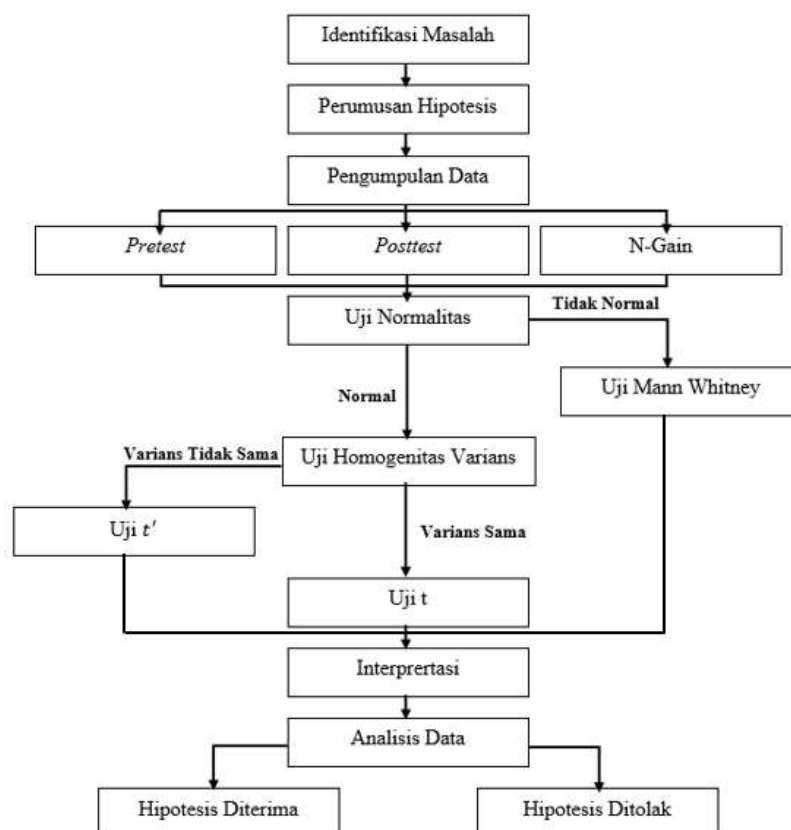 Identifikasi Masalah
Perumusan Hipotesis
Pengumpulan Data
Pretest
Posttest
N-Gain
Uji Normalitas
Tidak Normal
Uji Mann Whitney
Normal
Uji Homogenitas Varians
Varians Tidak Sama
Uji t′
Varians Sama
Uji t
Interprertasi
Analisis Data
Hipotesis Diterima
Hipotesis Ditolak